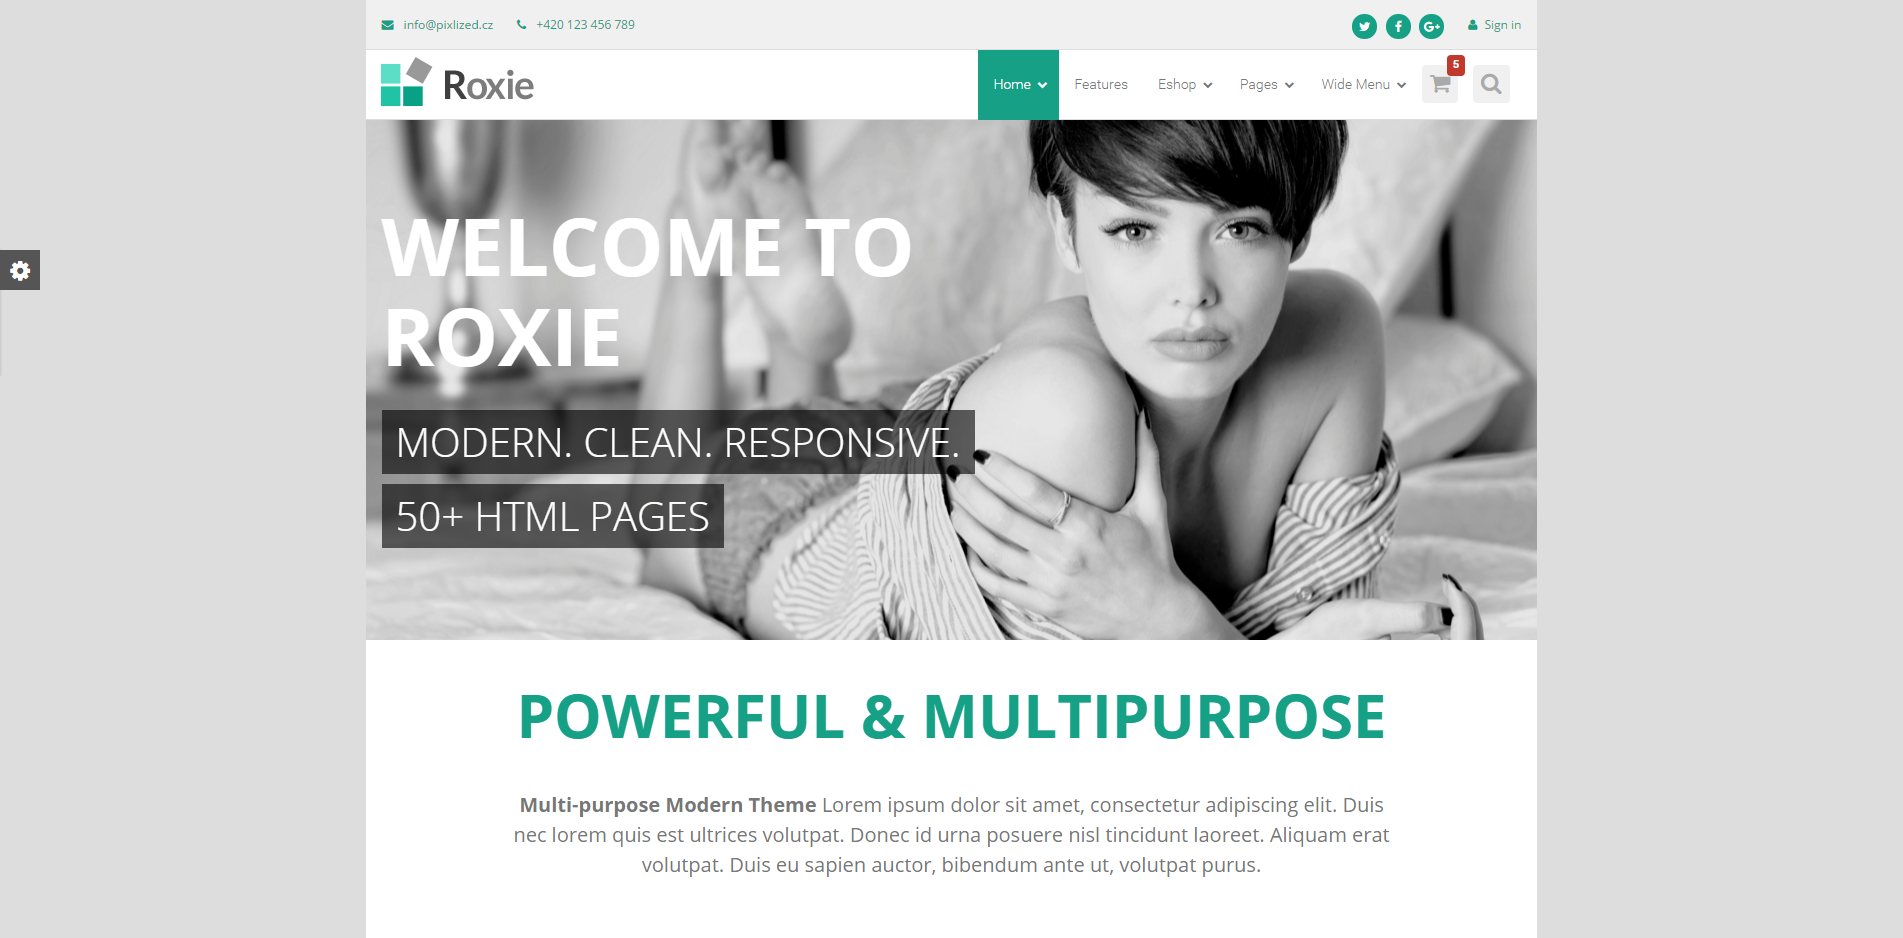 info@pixlized.cz +420 123 456 789 Sign in
Roxie
Home Features Eshop Pages Wide Menu 5
WELCOME TO
ROXIE
MODERN. CLEAN. RESPONSIVE.
50+ HTML PAGES
POWERFUL & MULTIPURPOSE
Multi-purpose Modern Theme Lorem ipsum dolor sit amet, consectetur adipiscing elit. Duis
nec lorem quis est ultrices volutpat. Donec id urna posuere nisl tincidunt laoreet. Aliquam erat
volutpat. Duis eu sapien auctor, bibendum ante ut, volutpat purus.